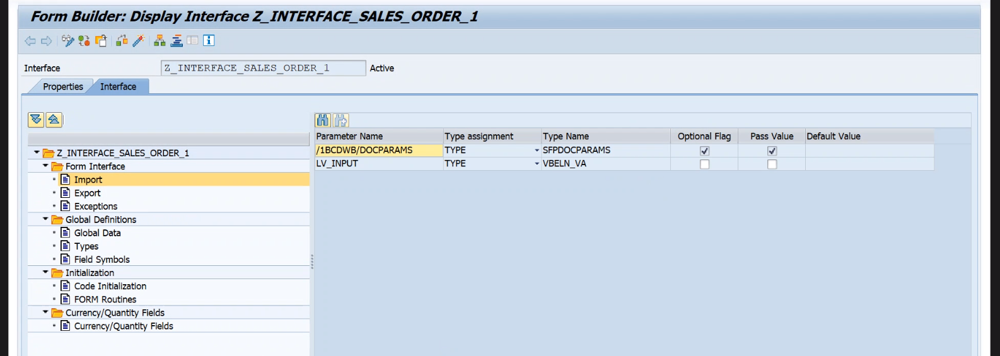 Form Builder: Display Interface Z_INTERFACE_SALES_ORDER_1
Interface Z_INTERFACE_SALES_ORDER_1 Active
Properties Interface
Parameter Name Type assignment Type Name Optional Flag Pass Value Default Value
/1BCDWB/DOCPARAMS TYPE SFPDOCPARAMS
LV_INPUT TYPE VBELN_VA
Z_INTERFACE_SALES_ORDER_1
Form Interface
Import
Export
Exceptions
Global Definitions
Global Data
Types
Field Symbols
Initialization
Code Initialization
FORM Routines
Currency/Quantity Fields
Currency/Quantity Fields